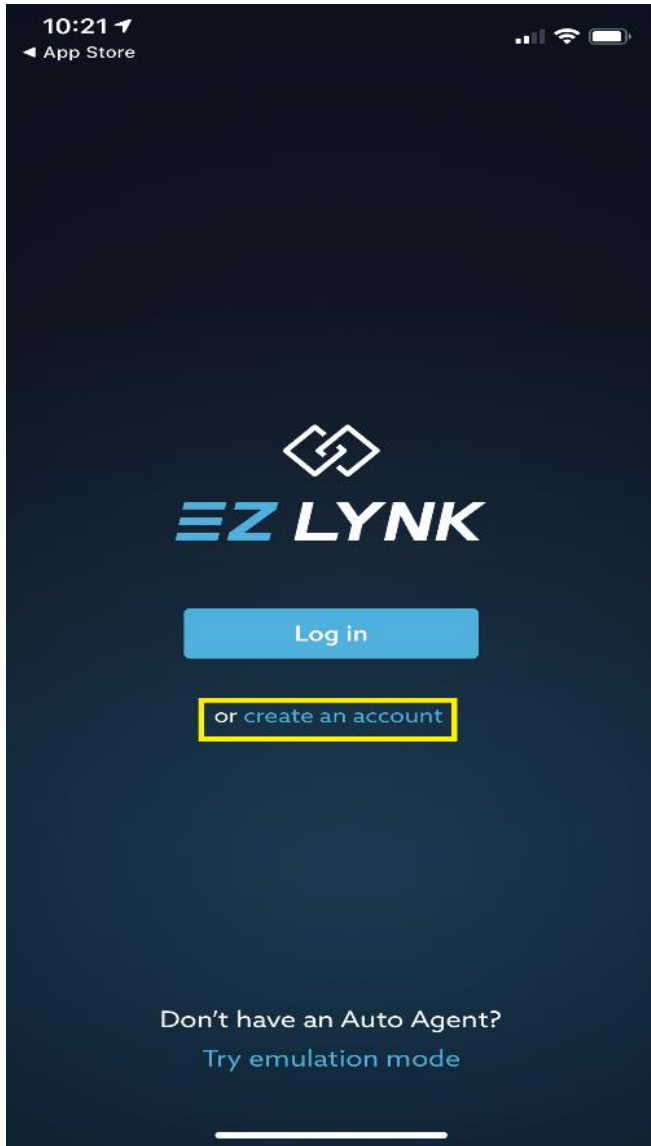 10:21
◄ App Store
EZ LYNK
Log in
or create an account
Don't have an Auto Agent?
Try emulation mode